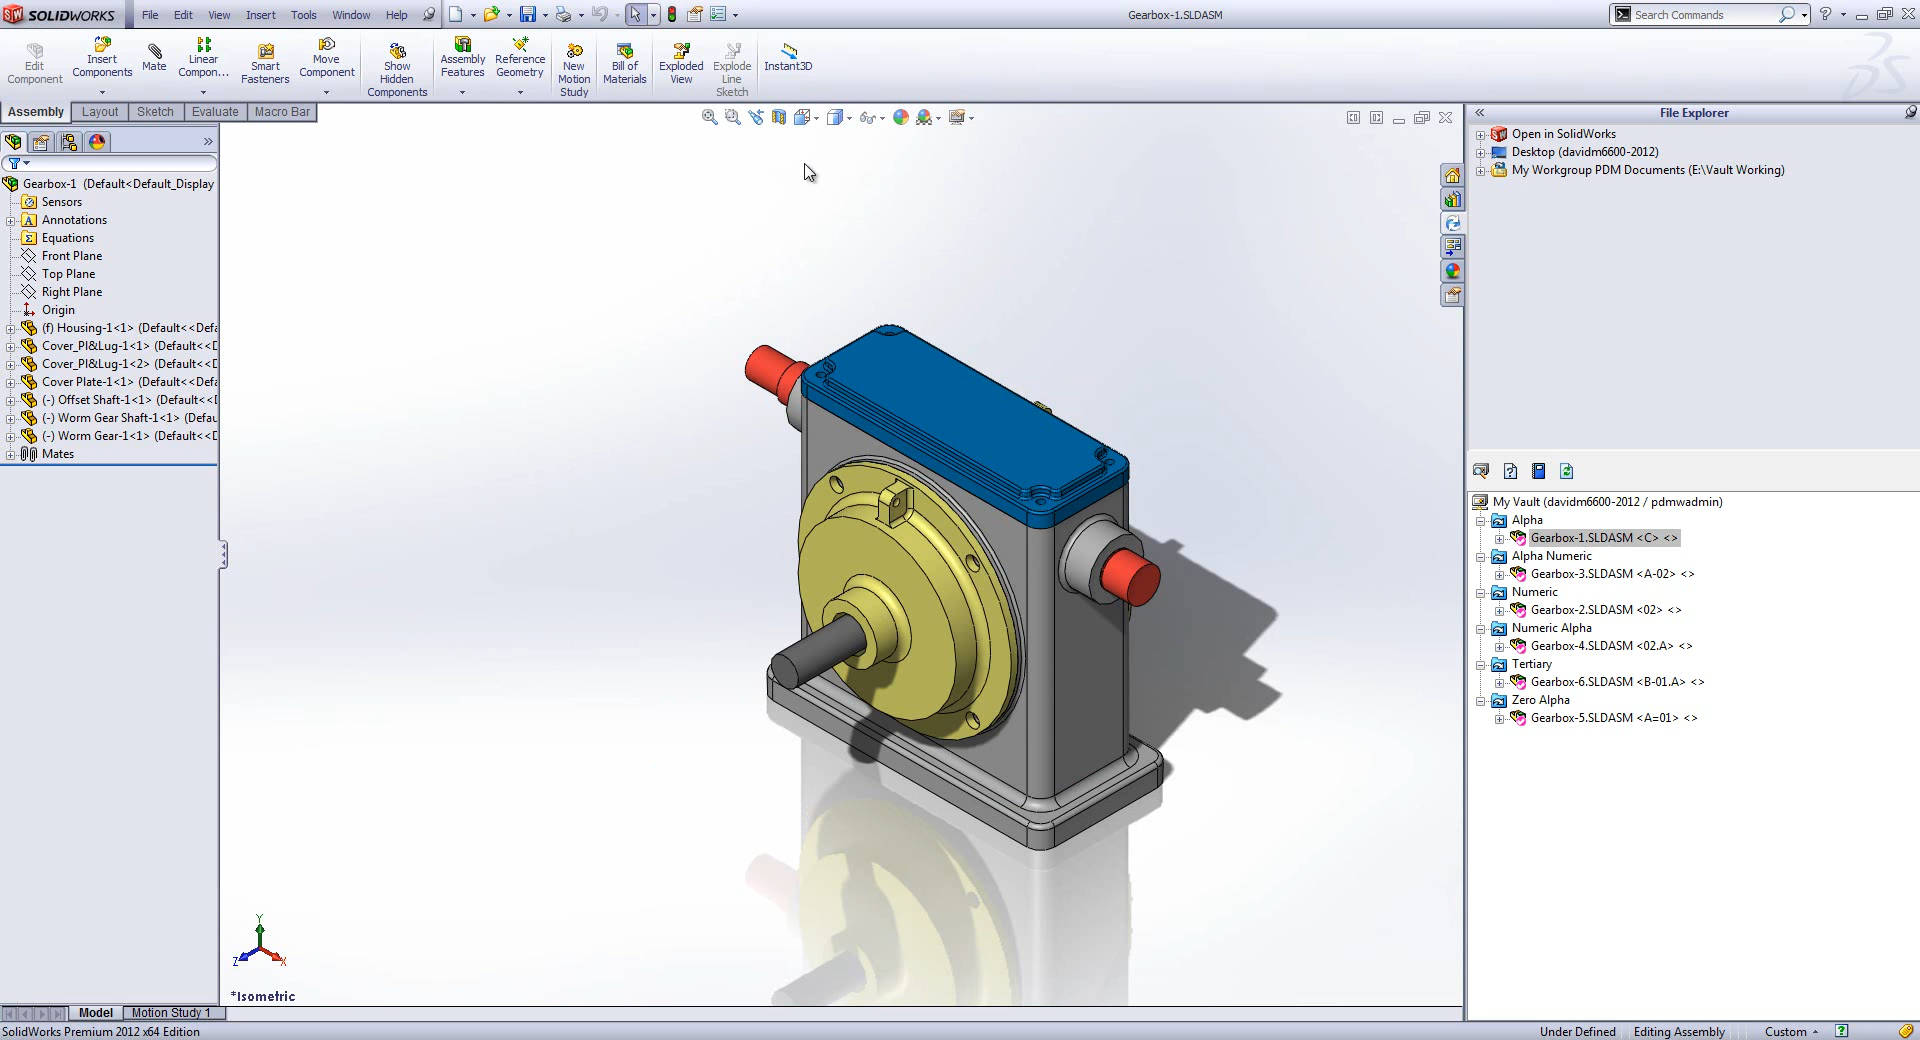 SOLIDWORKS File Edit View Insert Tools Window Help Gearbox-1.SLDASM Search Commands
Edit Component
Insert Components
Mate
Linear Compon...
Smart Fasteners
Move Component
Show Hidden Components
Assembly Features
Reference Geometry
New Motion Study
Bill of Materials
Exploded View
Explode Line Sketch
Instant3D
Assembly Layout Sketch Evaluate Macro Bar
Gearbox-1 (Default<Default_Display
Sensors
Annotations
Equations
Front Plane
Top Plane
Right Plane
Origin
(f) Housing-1<1> (Default<<Defa
Cover_Pl&Lug-1<1> (Default<<D
Cover_Pl&Lug-1<2> (Default<<D
Cover Plate-1<1> (Default<<Defa
(-) Offset Shaft-1<1> (Default<<D
(-) Worm Gear Shaft-1<1> (Defau
(-) Worm Gear-1<1> (Default<<D
Mates
Y
Z
X
*Isometric
Model Motion Study 1
SolidWorks Premium 2012 x64 Edition
File Explorer
Open in SolidWorks
Desktop (davidm6600-2012)
My Workgroup PDM Documents (E:\Vault Working)
My Vault (davidm6600-2012 / pdmwadmin)
Alpha
Gearbox-1.SLDASM <C> <>
Alpha Numeric
Gearbox-3.SLDASM <A-02> <>
Numeric
Gearbox-2.SLDASM <02> <>
Numeric Alpha
Gearbox-4.SLDASM <02.A> <>
Tertiary
Gearbox-6.SLDASM <B-01.A> <>
Zero Alpha
Gearbox-5.SLDASM <A=01> <>
Under Defined Editing Assembly Custom